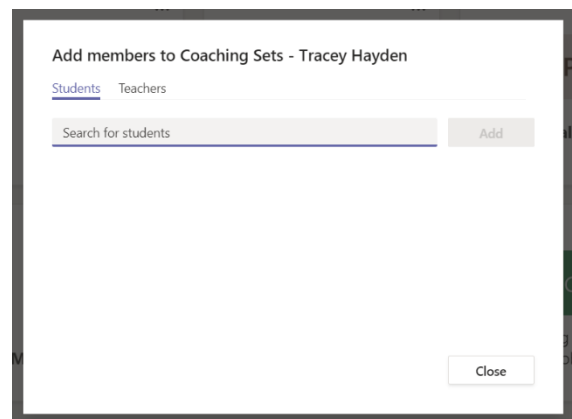 Add members to Coaching Sets - Tracey Hayden
Students Teachers
Search for students Add
Close